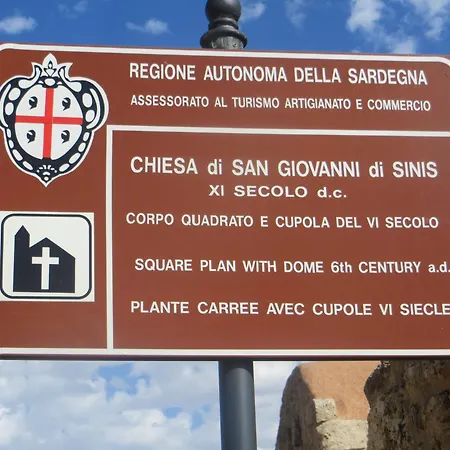 REGIONE AUTONOMA DELLA SARDEGNA
ASSESSORATO AL TURISMO ARTIGIANATO E COMMERCIO
CHIESA di SAN GIOVANNI di SINIS
XI SECOLO d.c.
CORPO QUADRATO E CUPOLA DEL VI SECOLO
SQUARE PLAN WITH DOME 6th CENTURY a.d.
PLANTE CARREE AVEC CUPOLE VI SIECLE